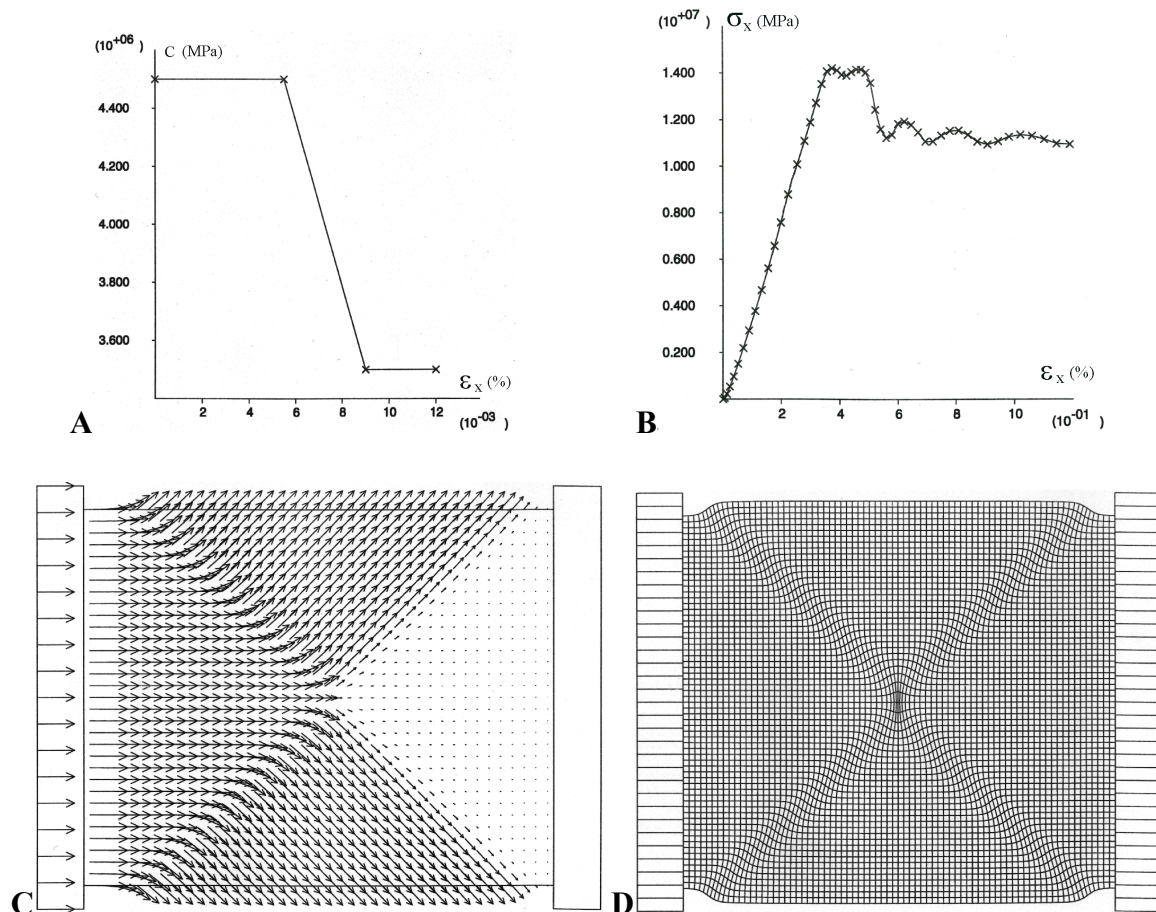 (10+06 )
C (MPa)
4.400
4.200
4.000
3.800
3.600
εx (%)
2 4 6 8 10 12
(10-03 )
A
(10+07 )
σx (MPa)
1.400
1.200
1.000
0.800
0.600
0.400
0.200
εx (%)
2 4 6 8 10
(10-01 )
B
C
D